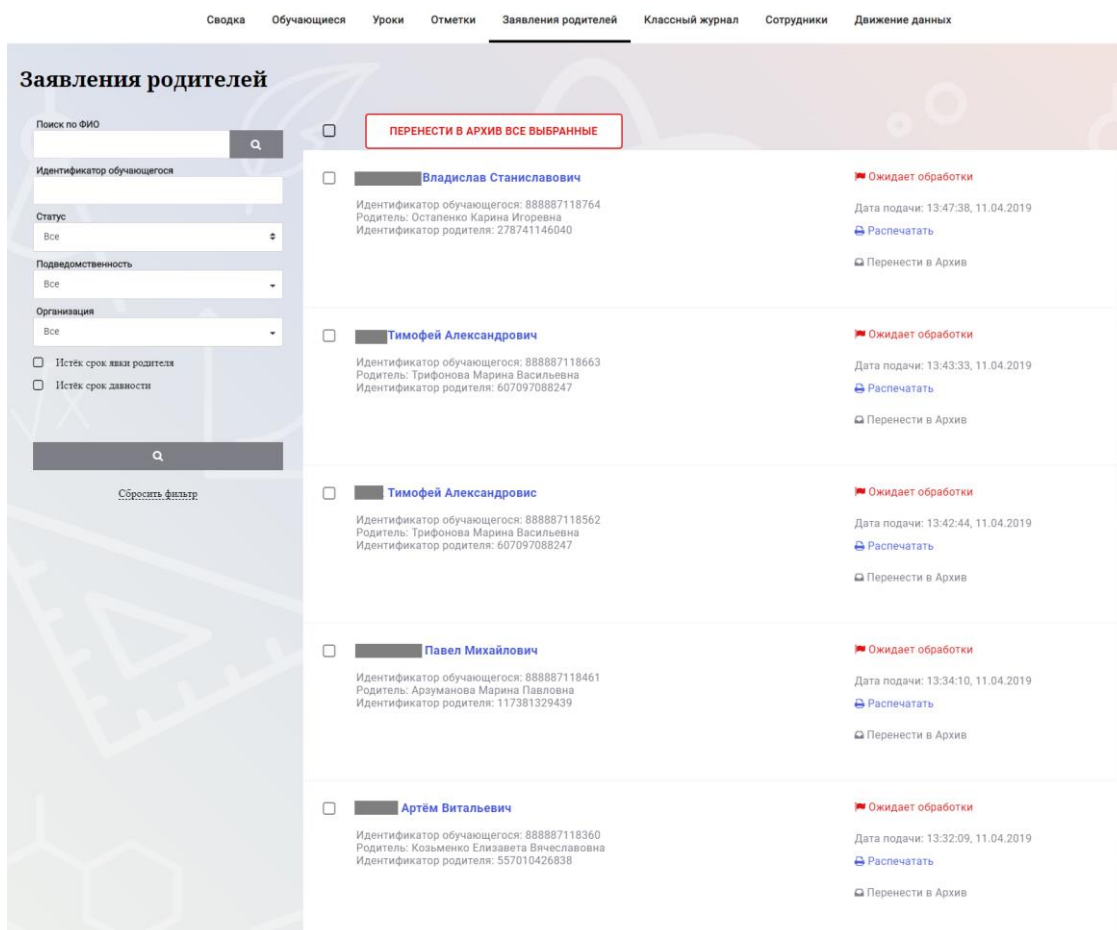 Сводка Обучающиеся Уроки Отметки Заявления родителей Классный журнал Сотрудники Движение данных
Заявления родителей
Поиск по ФИО
Идентификатор обучающегося
Статус
Все
Подведомственность
Все
Организация
Все
Истёк срок явки родителя
Истёк срок давности
Сбросить фильтр
ПЕРЕНЕСТИ В АРХИВ ВСЕ ВЫБРАННЫЕ
Владислав Станиславович
Идентификатор обучающегося: 888887118764
Родитель: Остапенко Карина Игоревна
Идентификатор родителя: 278741146040
Ожидает обработки
Дата подачи: 13:47:38, 11.04.2019
Распечатать
Перенести в Архив
Тимофей Александрович
Идентификатор обучающегося: 888887118663
Родитель: Трифонова Марина Васильевна
Идентификатор родителя: 607097088247
Ожидает обработки
Дата подачи: 13:43:33, 11.04.2019
Распечатать
Перенести в Архив
Тимофей Александровис
Идентификатор обучающегося: 888887118562
Родитель: Трифонова Марина Васильевна
Идентификатор родителя: 607097088247
Ожидает обработки
Дата подачи: 13:42:44, 11.04.2019
Распечатать
Перенести в Архив
Павел Михайлович
Идентификатор обучающегося: 888887118461
Родитель: Арзуманова Марина Павловна
Идентификатор родителя: 117381329439
Ожидает обработки
Дата подачи: 13:34:10, 11.04.2019
Распечатать
Перенести в Архив
Артём Витальевич
Идентификатор обучающегося: 888887118360
Родитель: Козьменко Елизавета Вячеславовна
Идентификатор родителя: 557010426838
Ожидает обработки
Дата подачи: 13:32:09, 11.04.2019
Распечатать
Перенести в Архив